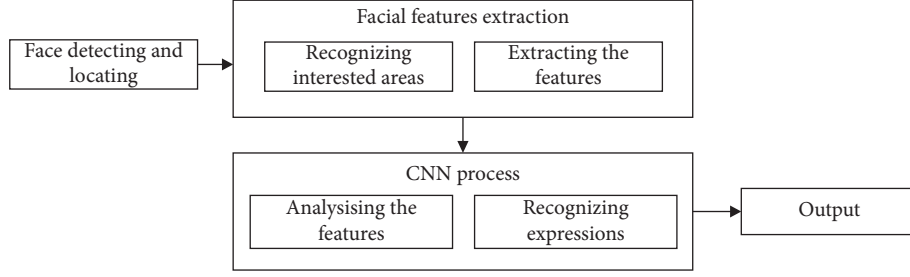 Facial features extraction
Face detecting and
locating
Recognizing
interested areas
Extracting the
features
CNN process
Analysising the
features
Recognizing
expressions
Output